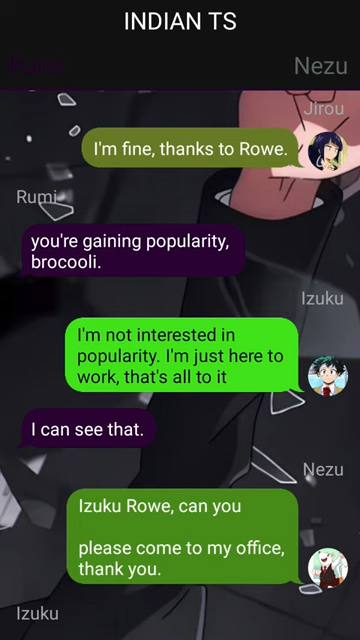 INDIAN TS
Rumi
Nezu
Jirou
I'm fine, thanks to Rowe.
Rumi
you're gaining popularity,
brocooli.
Izuku
I'm not interested in
popularity. I'm just here to
work, that's all to it
I can see that.
Nezu
Izuku Rowe, can you
please come to my office,
thank you.
Izuku